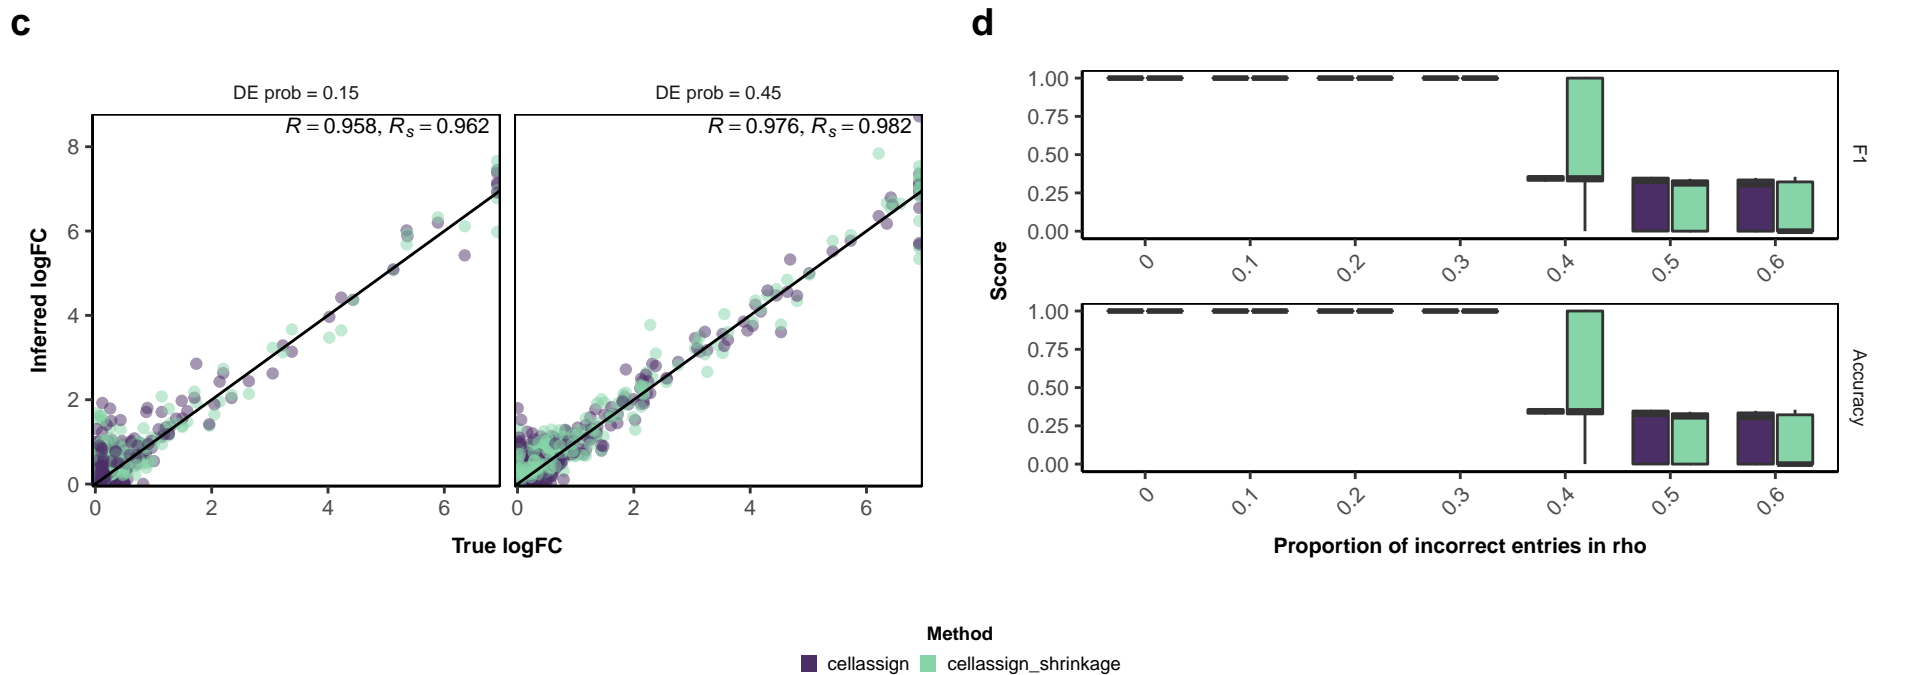 c
DE prob = 0.15
DE prob = 0.45
R = 0.958, Rs = 0.962
R = 0.976, Rs = 0.982
8
6
4
2
0
Inferred logFC
0 2 4 6
0 2 4 6
True logFC
d
1.00
0.75
0.50
0.25
0.00
F1
0 0.1 0.2 0.3 0.4 0.5 0.6
Score
1.00
0.75
0.50
0.25
0.00
Accuracy
0 0.1 0.2 0.3 0.4 0.5 0.6
Proportion of incorrect entries in rho
Method
cellassign cellassign_shrinkage